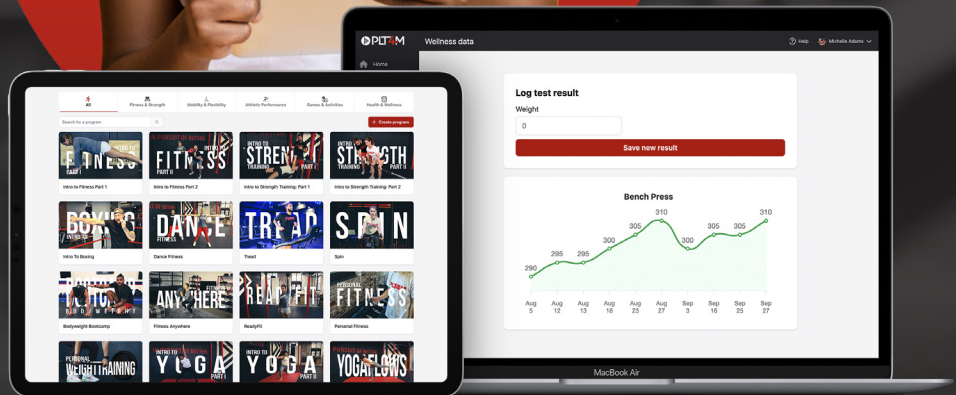 PLT4M
Wellness data
Help
Michelle Adams
Home
All
Fitness & Strength
Mobility & Flexibility
Athletic Performance
Games & Activities
Health & Wellness
Search for a program
+ Create program
INTRO TO
FITNESS
PART II
FITNESS
INTRO TO
STRENGTH
TRAINING PART I
INTRO TO
STRENGTH
TRAINING PART II
Intro to Fitness Part 1
Intro to Fitness Part 2
Intro to Strength Training: Part 1
Intro to Strength Training: Part 2
BOXING
INTRO TO
DANCE
FITNESS
TREAD
SPIN
Intro To Boxing
Dance Fitness
Tread
Spin
BODYWEIGHT
FITNESS
ANYWHERE
READYFIT
PERSONAL
FITNESS
Bodyweight Bootcamp
Fitness Anywhere
ReadyFit
Personal Fitness
PERSONAL
WEIGHT TRAINING
INTRO TO
YOGA
INTRO TO
YOGA
PART II
YOGAFLOWS
Log test result
Weight
0
Save new result
Bench Press
290
295
295
300
305
310
300
305
305
310
Aug 5
Aug 12
Aug 13
Aug 16
Aug 23
Aug 27
Sep 3
Sep 16
Sep 25
Sep 27
MacBook Air